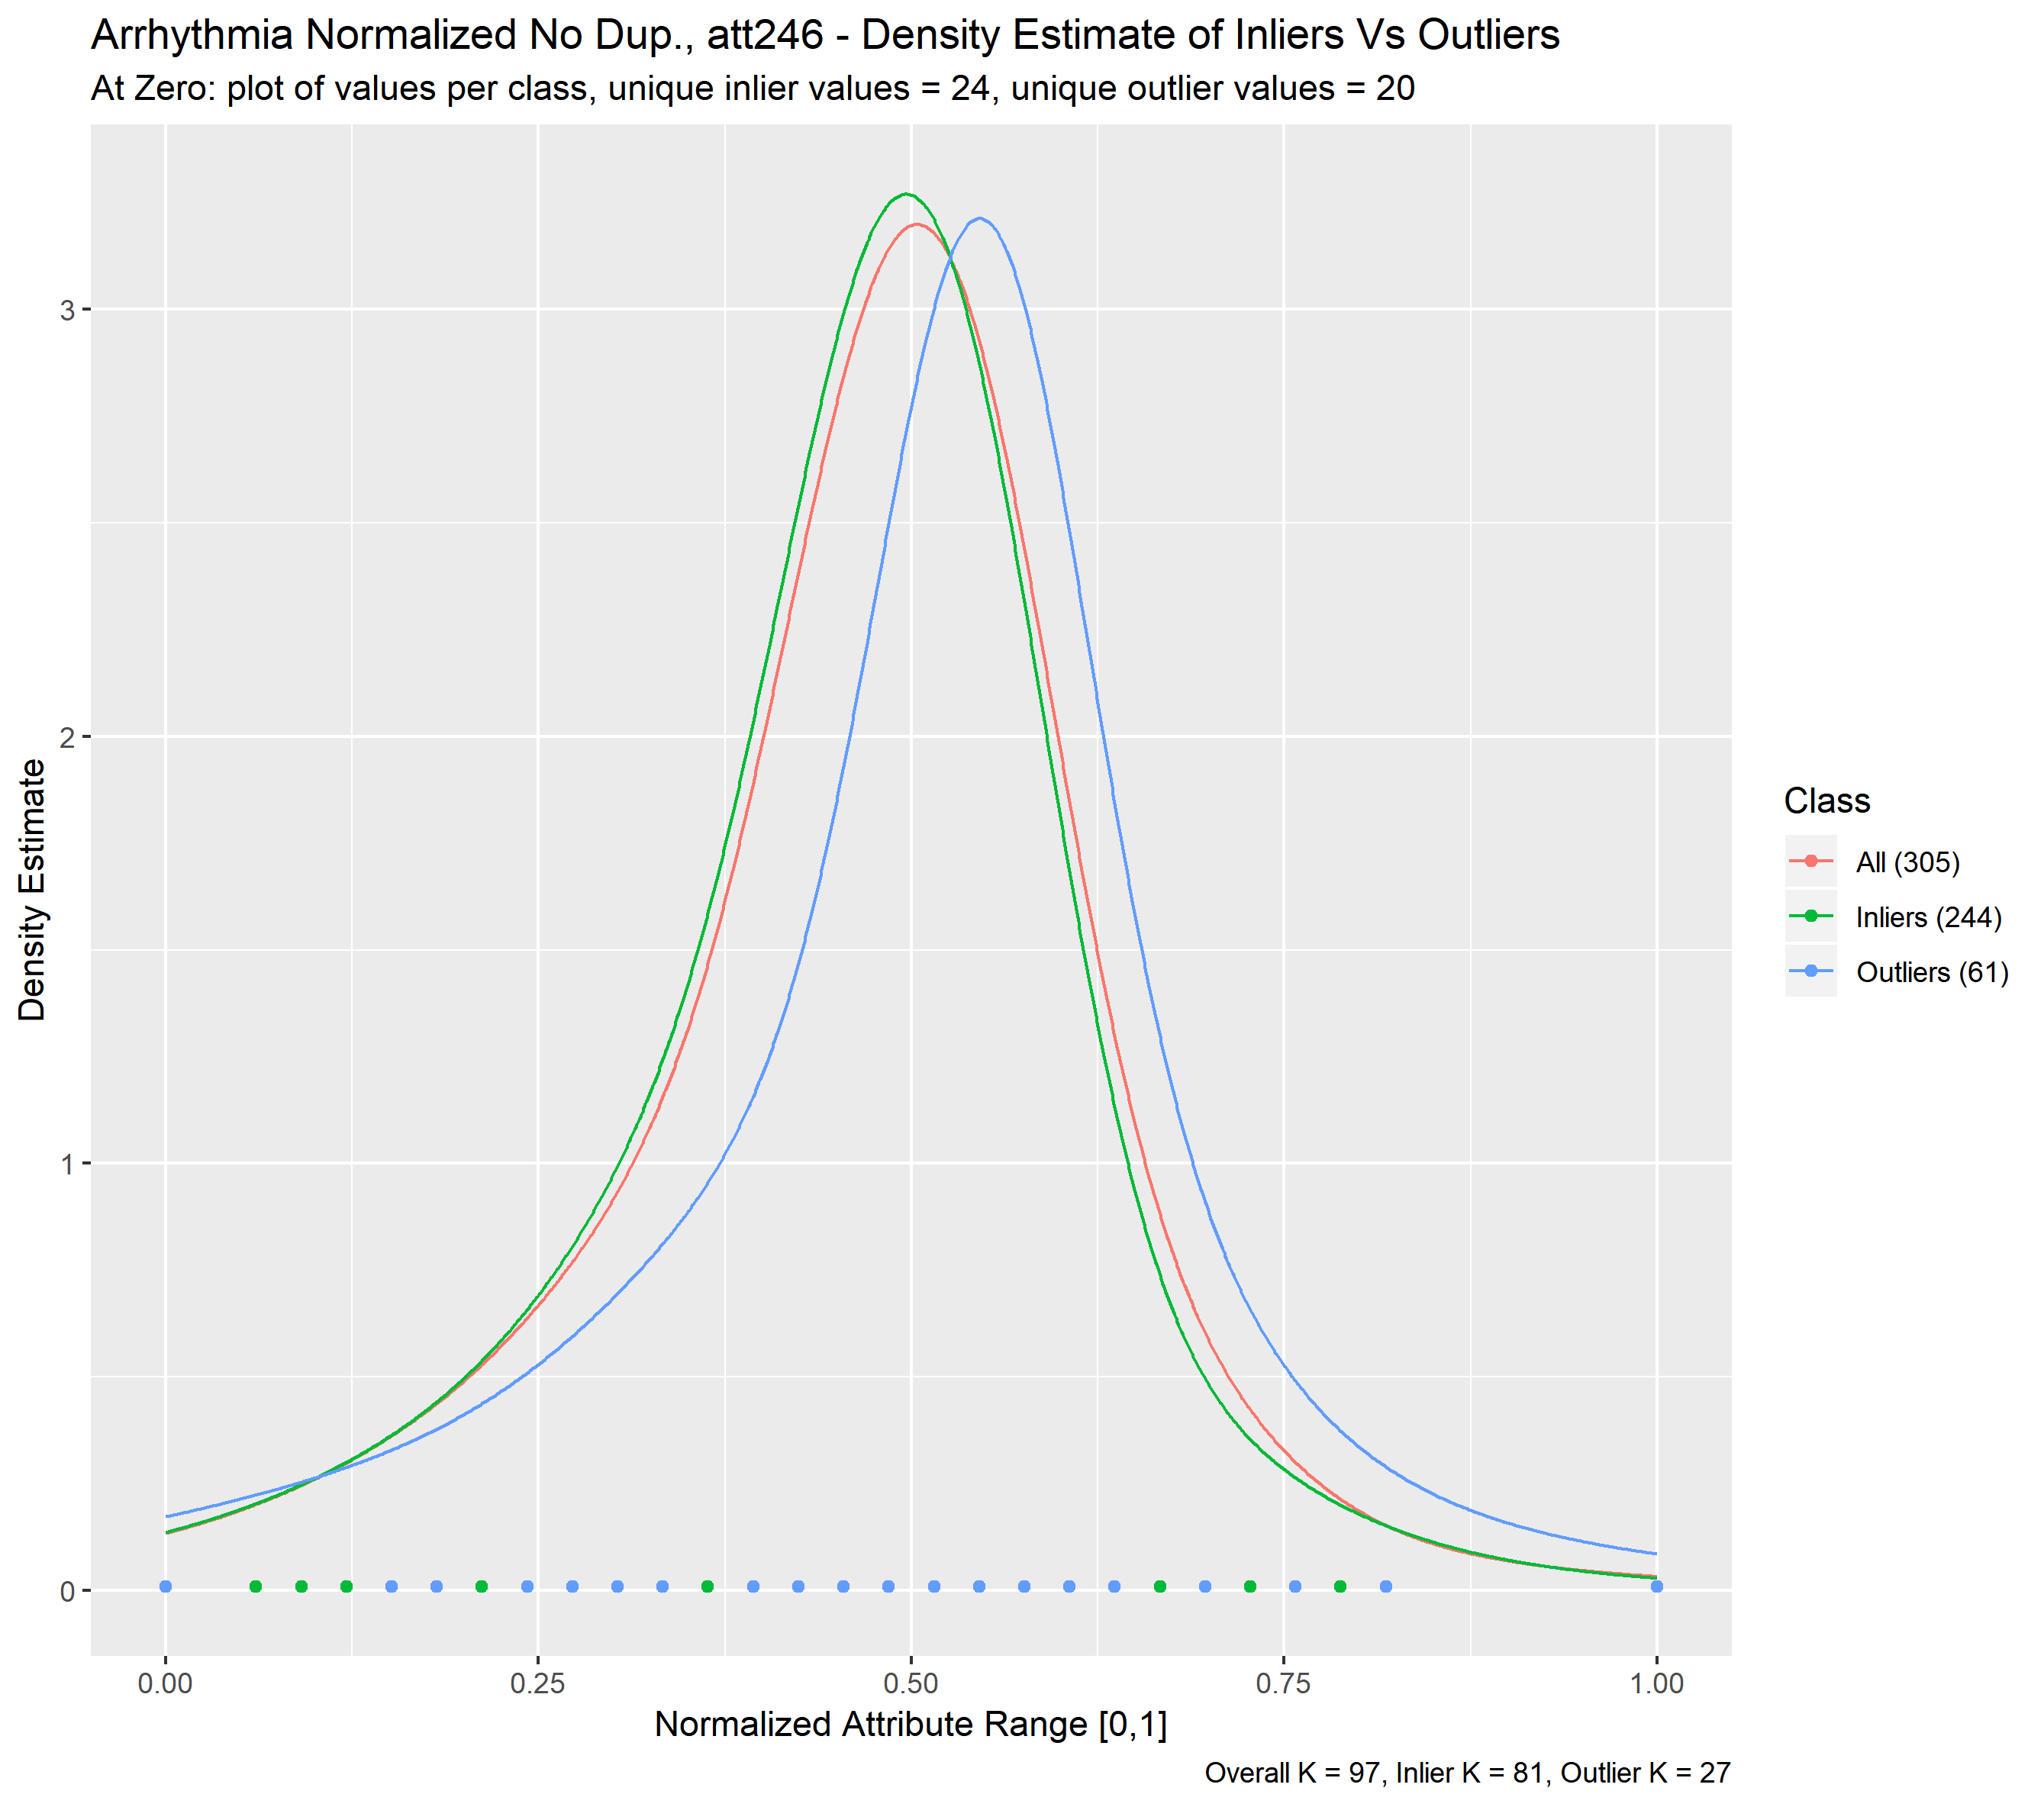 Arrhythmia Normalized No Dup., att246 - Density Estimate of Inliers Vs Outliers
At Zero: plot of values per class, unique inlier values = 24, unique outlier values = 20
Density Estimate
3
2
1
0
0.00 0.25 0.50 0.75 1.00
Normalized Attribute Range [0,1]
Class
All (305)
Inliers (244)
Outliers (61)
Overall K = 97, Inlier K = 81, Outlier K = 27